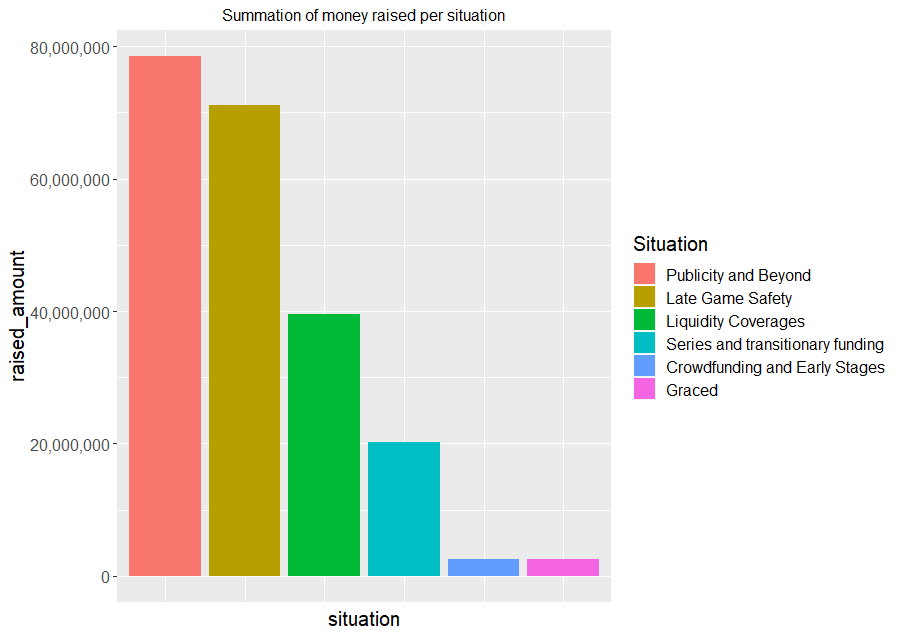 Summation of money raised per situation
80,000,000
60,000,000
40,000,000
20,000,000
0
raised_amount
situation
Situation
Publicity and Beyond
Late Game Safety
Liquidity Coverages
Series and transitionary funding
Crowdfunding and Early Stages
Graced